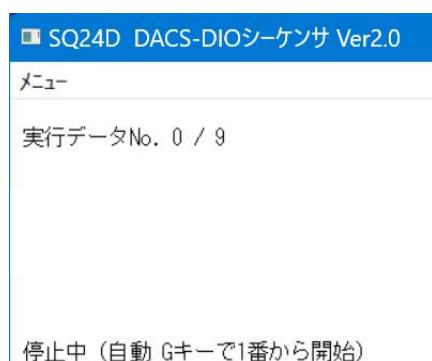 SQ24D DACS-DIOシーケンサ Ver2.0
メニュー
実行データNo. 0 / 9
停止中 (自動 Gキーで1番から開始)